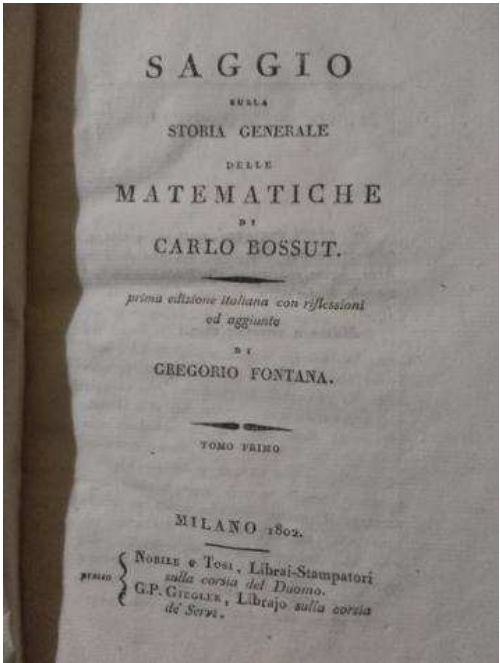 SAGGIO
SULLA
STORIA GENERALE
DELLE
MATEMATICHE
DI
CARLO BOSSUT.
prima edizione italiana con riflessioni
ed aggiunte
DI
GREGORIO FONTANA.
TOMO PRIMO
MILANO 1802.
presso
NOBILE e TOSI, Librai-Stampatori
sulla corsia del Duomo.
G.P. GIEGLER, Librajo sulla corsia
de' Servi.